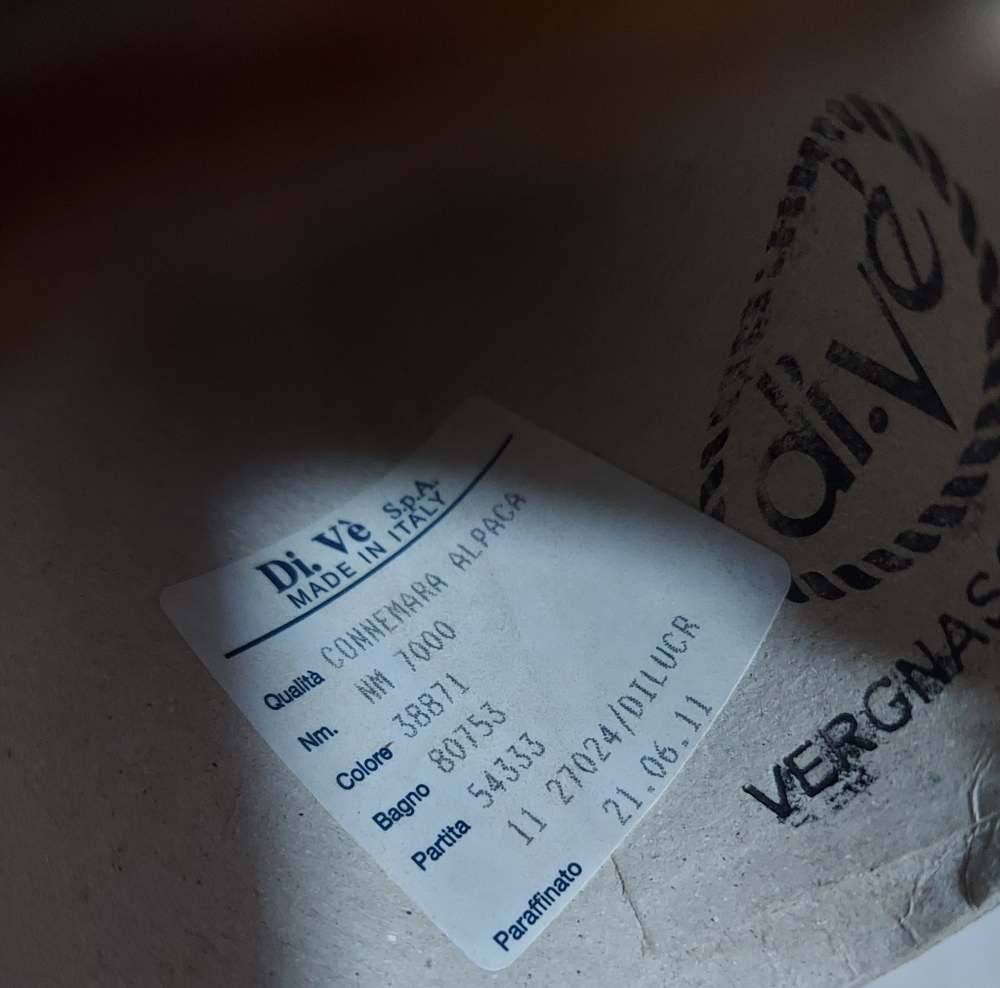 Di. Vè S.p.A.
MADE IN ITALY
Qualità CONNEMARA ALPACA
Nm. NM 7000
Colore 38871
Bagno 80753
Partita 54333
11 27024/DILUCR
21.06.11
Paraffinato
di.vè